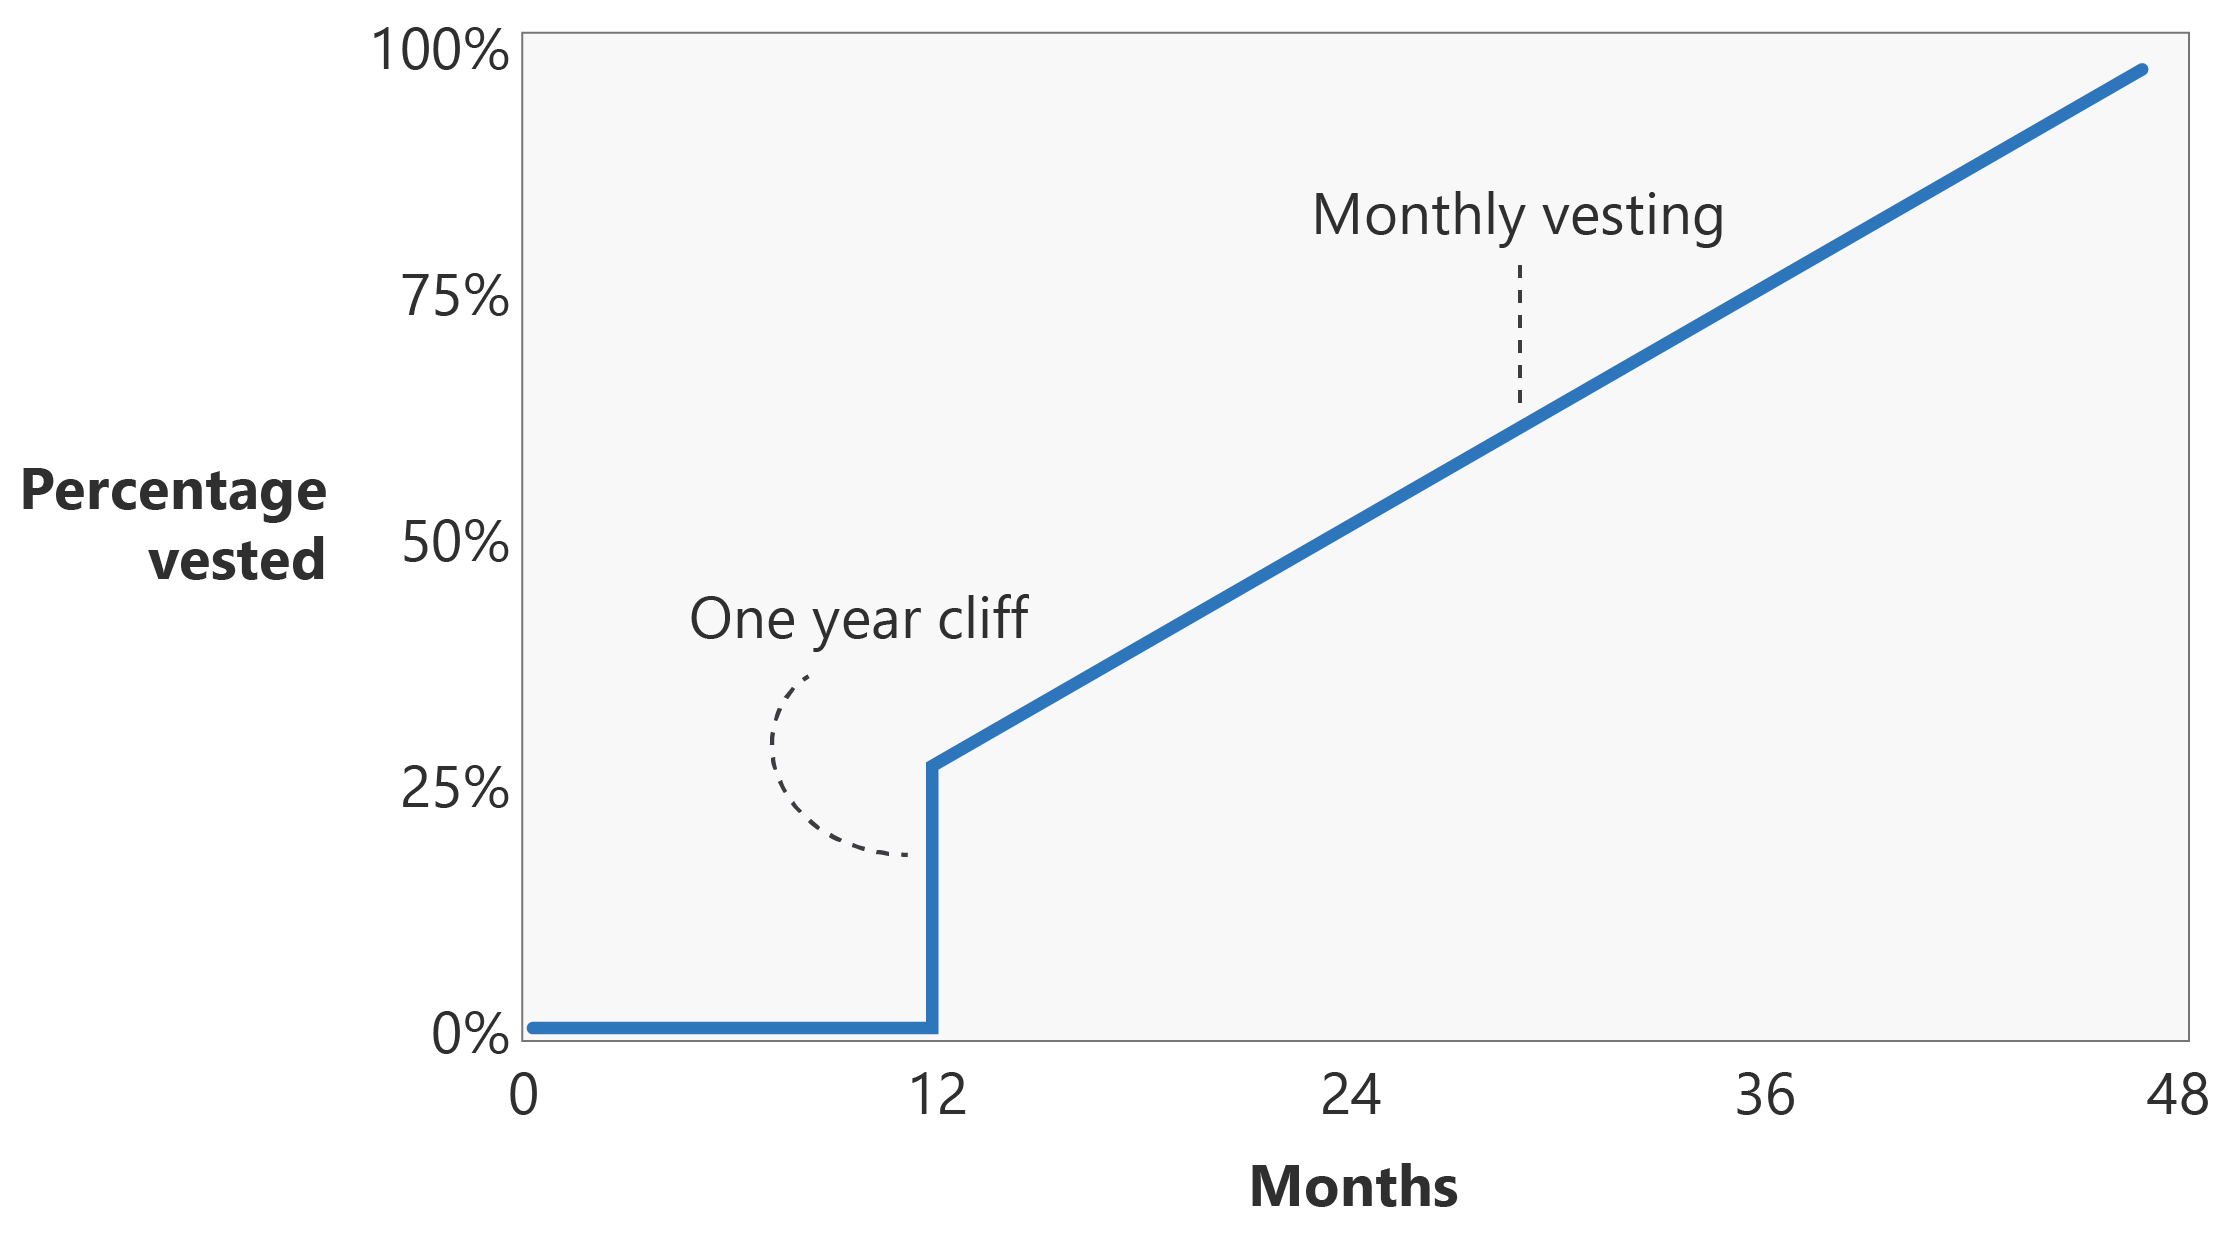 100%
75%
50%
25%
0%
Percentage
vested
Monthly vesting
One year cliff
0 12 24 36 48
Months